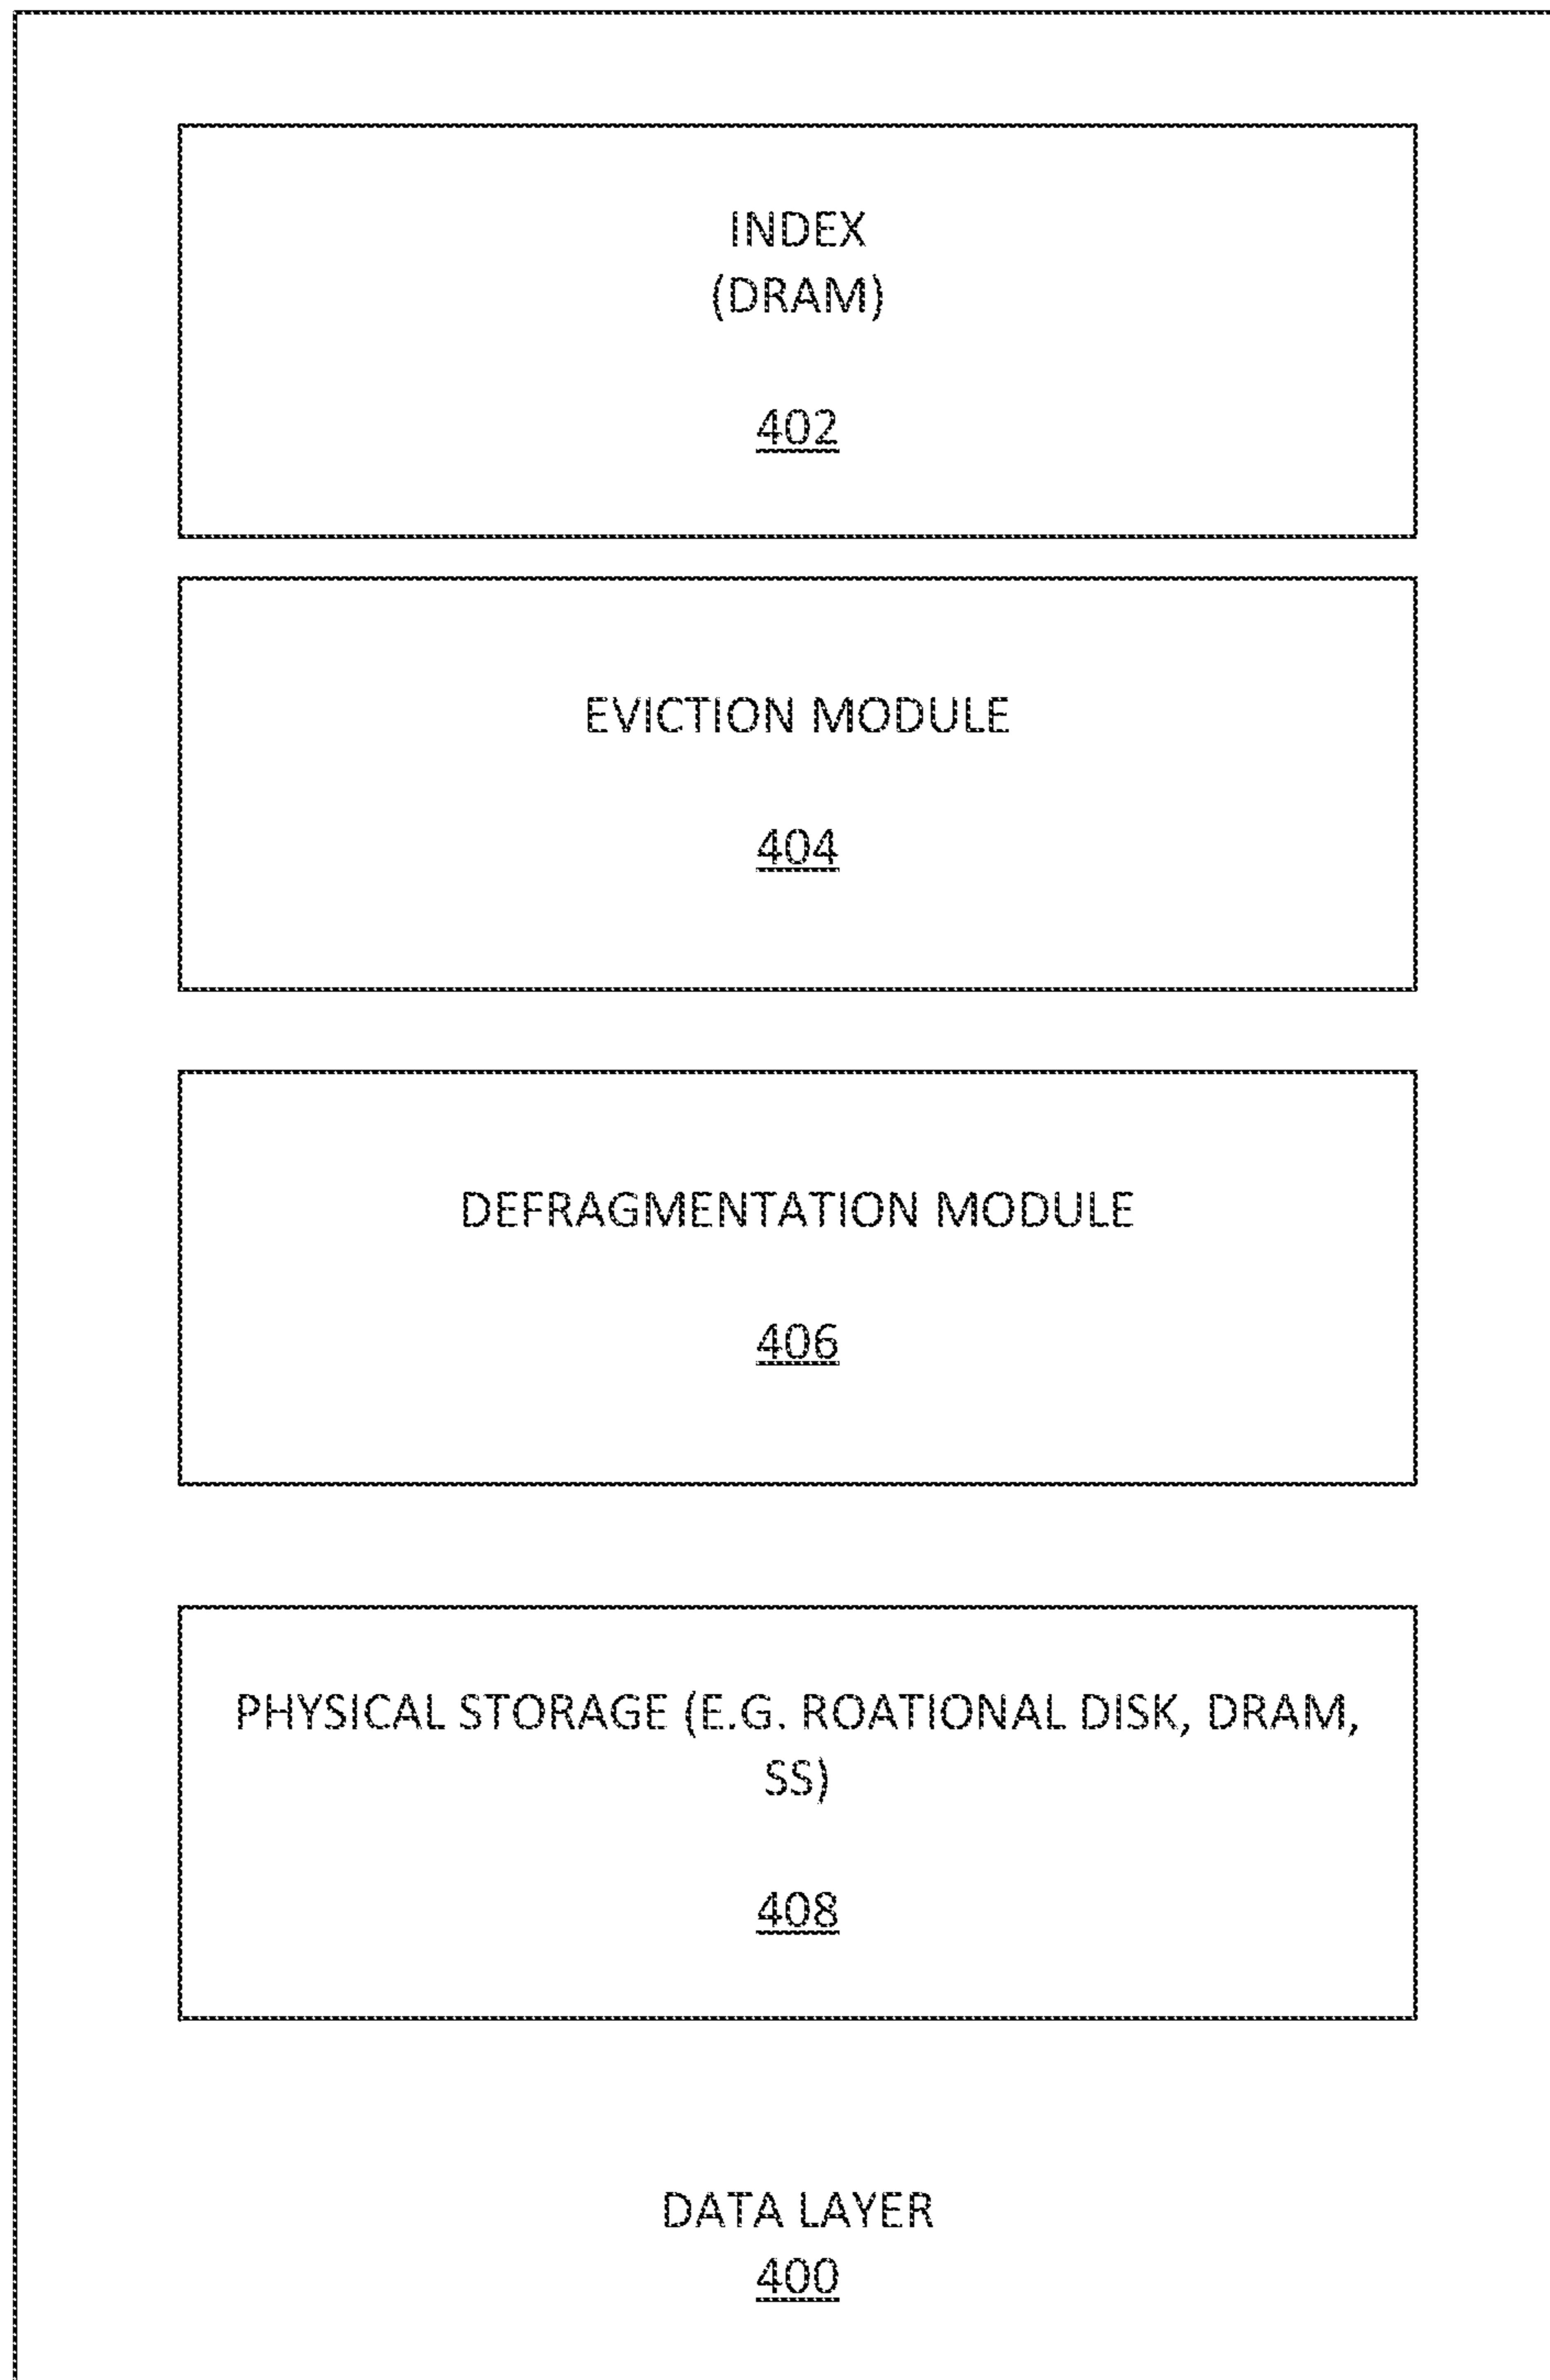 INDEX
(DRAM)
402
EVICTION MODULE
404
DEFRAGMENTATION MODULE
406
PHYSICAL STORAGE (E.G. ROATIONAL DISK, DRAM,
SS)
408
DATA LAYER
400